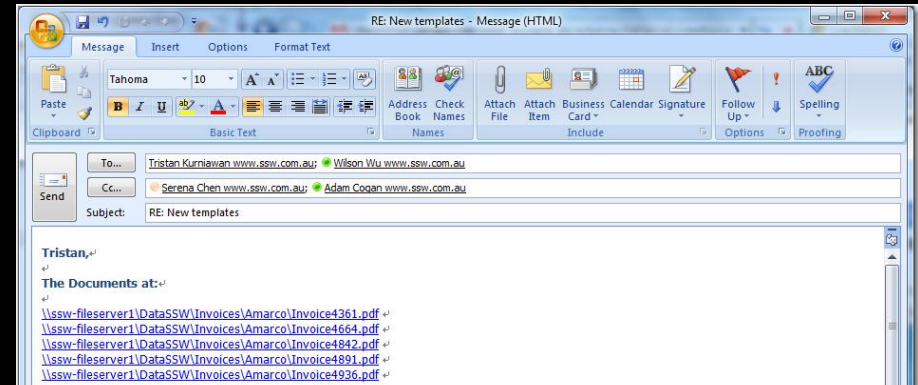 RE: New templates - Message (HTML)
Message Insert Options Format Text
Tahoma 10
ABC
Paste
B I U ab A
Address Book
Check Names
Attach File
Attach Item
Business Card
Calendar
Signature
Follow Up
Spelling
Clipboard Basic Text Names Include Options Proofing
To... Tristan Kurniawan www.ssw.com.au; Wilson Wu www.ssw.com.au
Send
Cc... Serena Chen www.ssw.com.au; Adam Cogan www.ssw.com.au
Subject: RE: New templates
Tristan,
The Documents at:
\\ssw-fileserver1\DataSSW\Invoices\Amarco\Invoice4361.pdf
\\ssw-fileserver1\DataSSW\Invoices\Amarco\Invoice4664.pdf
\\ssw-fileserver1\DataSSW\Invoices\Amarco\Invoice4842.pdf
\\ssw-fileserver1\DataSSW\Invoices\Amarco\Invoice4891.pdf
\\ssw-fileserver1\DataSSW\Invoices\Amarco\Invoice4936.pdf